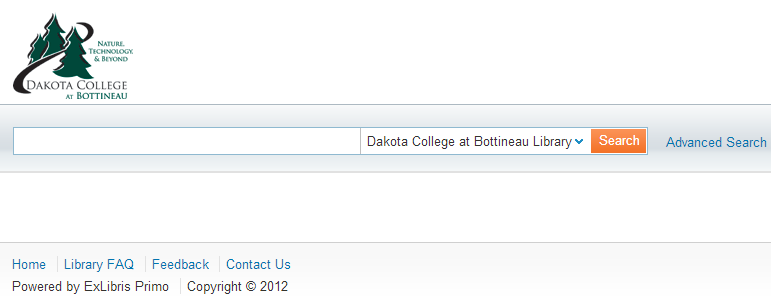 NATURE,
TECHNOLOGY,
& BEYOND
DAKOTA COLLEGE
AT BOTTINEAU
Dakota College at Bottineau Library Search Advanced Search
Home Library FAQ Feedback Contact Us
Powered by ExLibris Primo Copyright © 2012